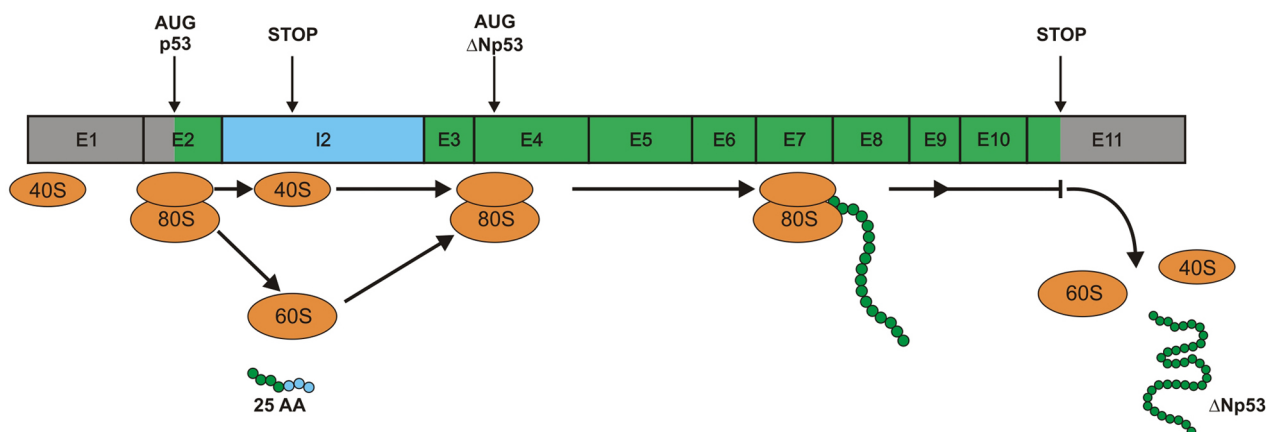 AUG
p53
STOP
AUG
ΔNp53
STOP
E1 E2 I2 E3 E4 E5 E6 E7 E8 E9 E10 E11
40S 40S
80S 80S 80S
60S 60S 40S
25 AA
ΔNp53